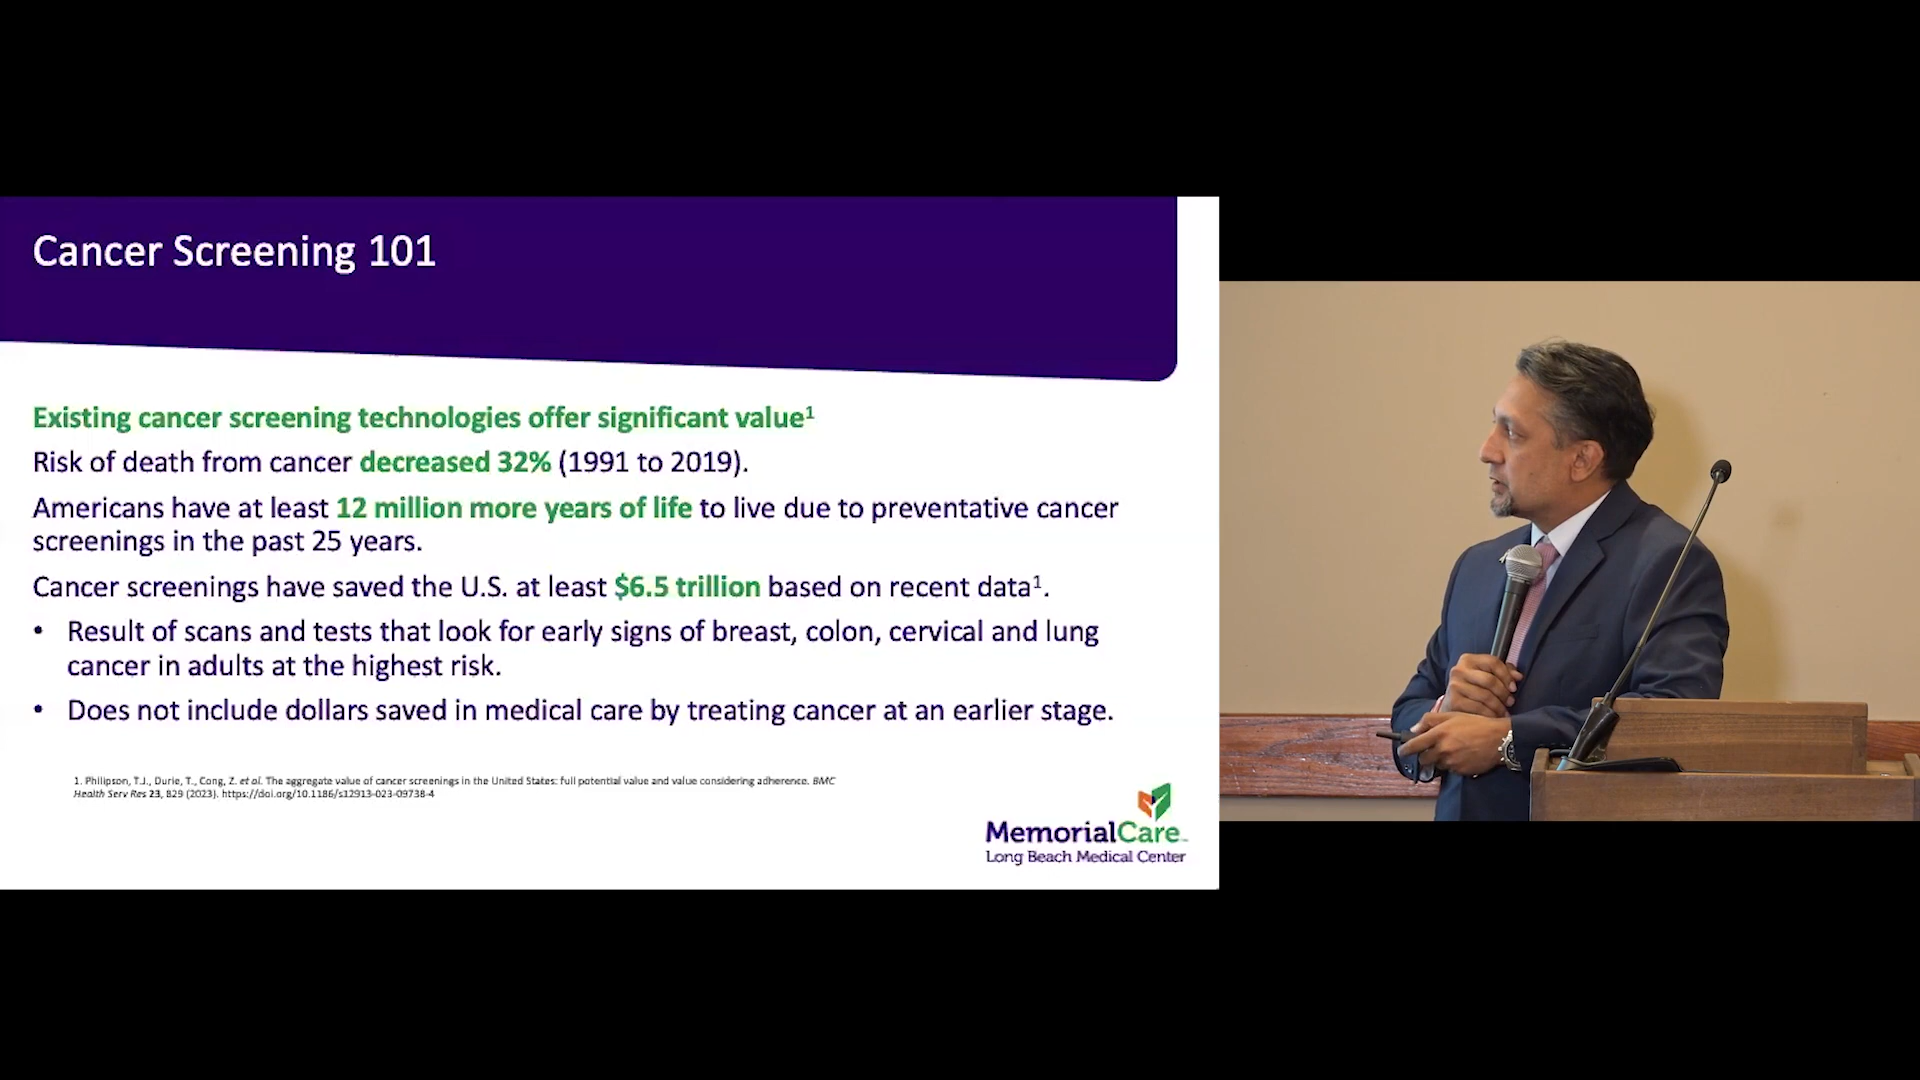 Cancer Screening 101
Existing cancer screening technologies offer significant value¹
Risk of death from cancer decreased 32% (1991 to 2019).
Americans have at least 12 million more years of life to live due to preventative cancer
screenings in the past 25 years.
Cancer screenings have saved the U.S. at least $6.5 trillion based on recent data¹.
• Result of scans and tests that look for early signs of breast, colon, cervical and lung
cancer in adults at the highest risk.
• Does not include dollars saved in medical care by treating cancer at an earlier stage.
1. Philipson, T.J., Durie, T., Cong, Z. et al. The aggregate value of cancer screenings in the United States: full potential value and value considering adherence. BMC
Health Serv Res 23, 829 (2023). https://doi.org/10.1186/s12913-023-09738-4
MemorialCare™
Long Beach Medical Center